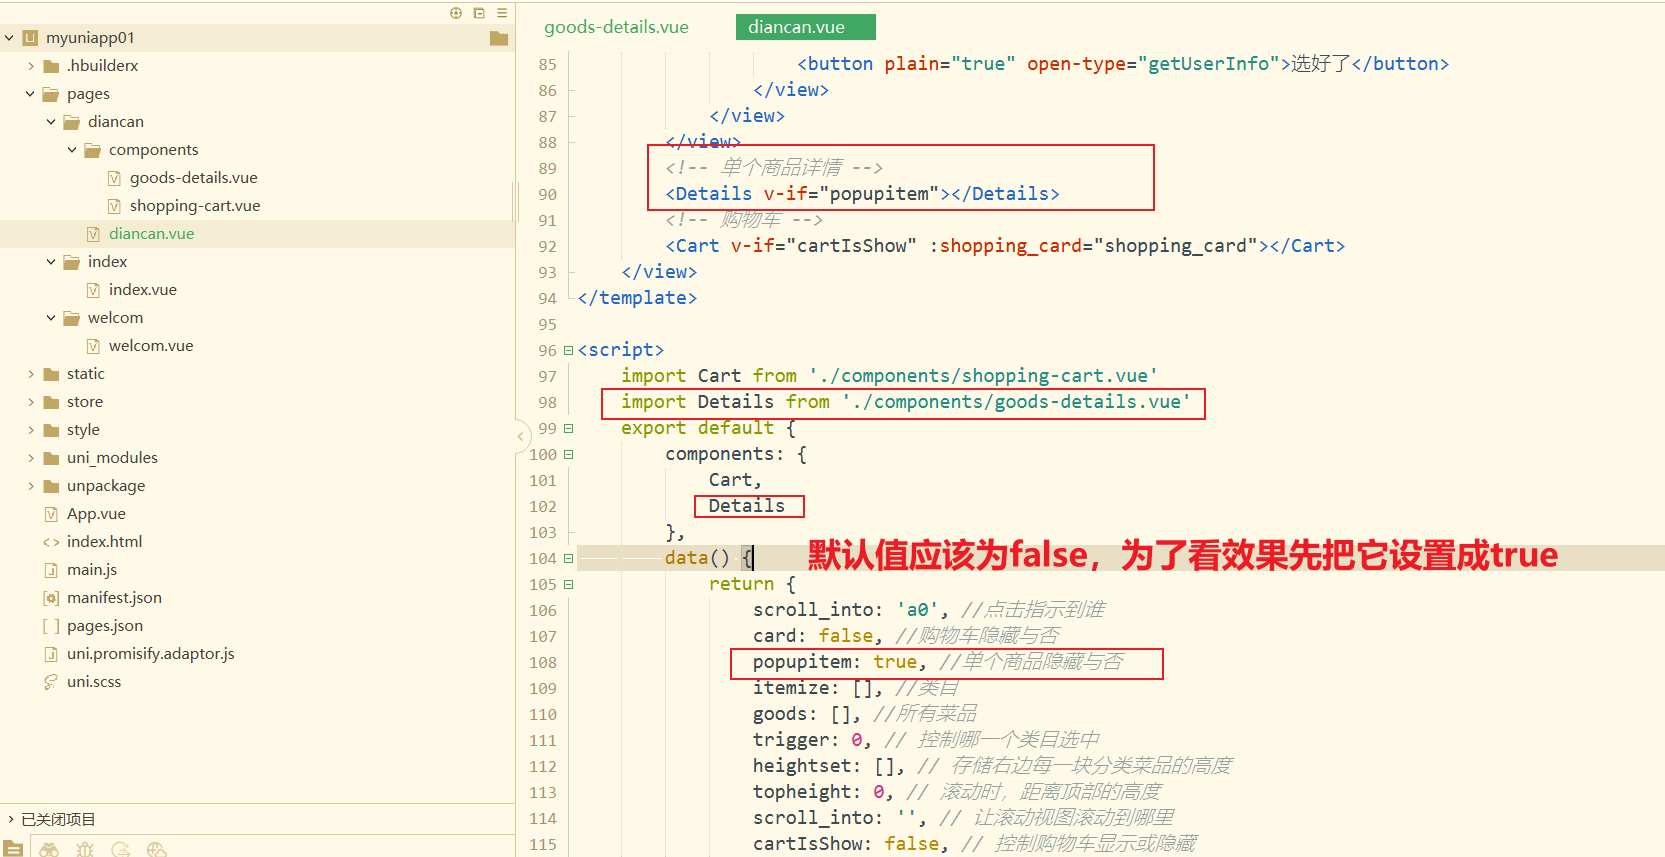 myuniapp01
.hbuilderx
pages
diancan
components
goods-details.vue
shopping-cart.vue
diancan.vue
index
index.vue
welcom
welcom.vue
static
store
style
uni_modules
unpackage
App.vue
index.html
main.js
manifest.json
pages.json
uni.promisify.adaptor.js
uni.scss
已关闭项目
goods-details.vue
diancan.vue
85 <button plain="true" open-type="getUserInfo">选好了</button>
86 </view>
87 </view>
88 </view>
89 <!-- 单个商品详情 -->
90 <Details v-if="popupitem"></Details>
91 <!-- 购物车 -->
92 <Cart v-if="cartIsShow" :shopping_card="shopping_card"></Cart>
93 </view>
94 </template>
95
96 <script>
97 import Cart from './components/shopping-cart.vue'
98 import Details from './components/goods-details.vue'
99 export default {
100 components: {
101 Cart,
102 Details
103 },
104 data() {
默认值应该为false，为了看效果先把它设置成true
105 return {
106 scroll_into: 'a0', //点击指示到谁
107 card: false, //购物车隐藏与否
108 popupitem: true, //单个商品隐藏与否
109 itemize: [], //类目
110 goods: [], //所有菜品
111 trigger: 0, // 控制哪一个类目选中
112 heightset: [], // 存储右边每一块分类菜品的高度
113 topheight: 0, // 滚动时，距离顶部的高度
114 scroll_into: '', // 让滚动视图滚动到哪里
115 cartIsShow: false, // 控制购物车显示或隐藏